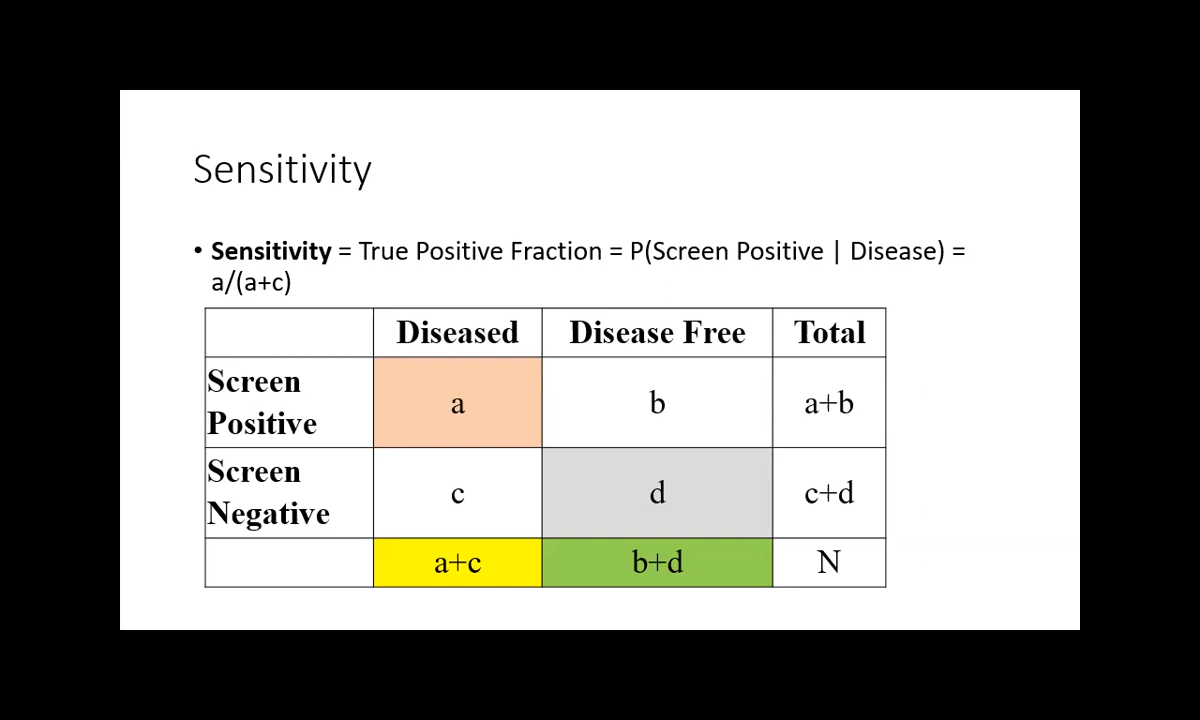 Sensitivity
• Sensitivity = True Positive Fraction = P(Screen Positive | Disease) =
a/(a+c)
Diseased Disease Free Total
Screen
Positive
a b a+b
Screen
Negative
c d c+d
a+c b+d N